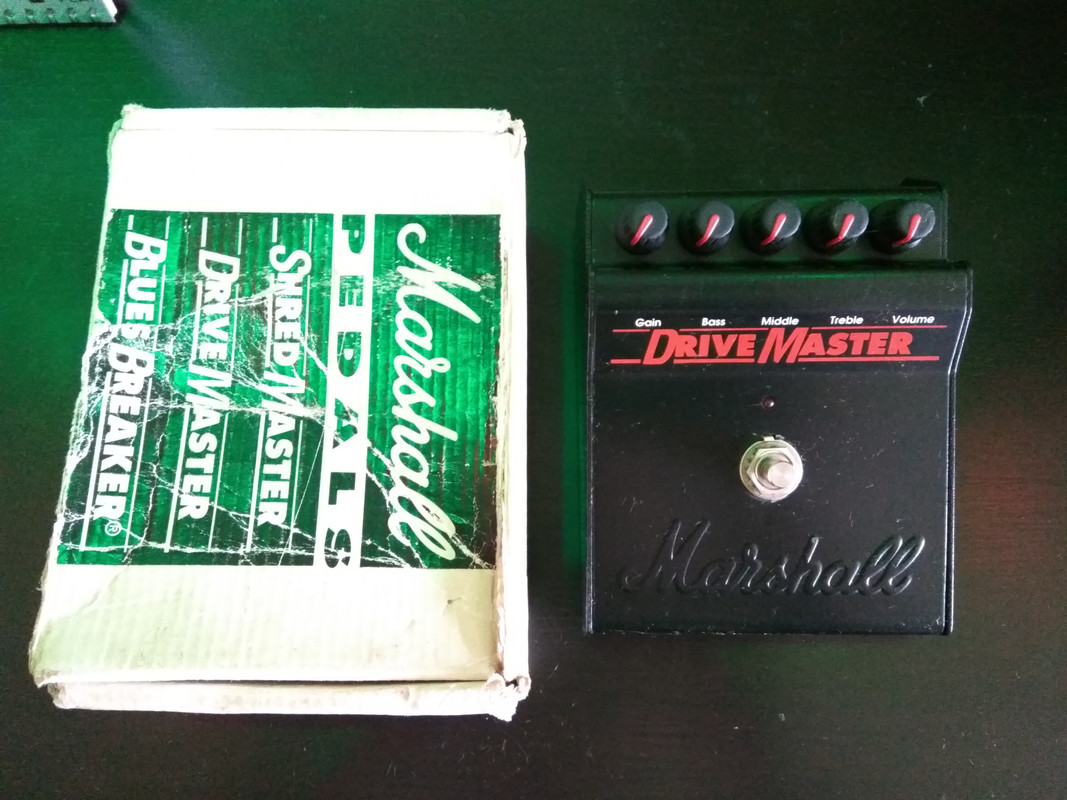 Marshall
PEDALS
SHRED MASTER
DRIVE MASTER
BLUES BREAKER®
Gain Bass Middle Treble Volume
DRIVE MASTER
Marshall